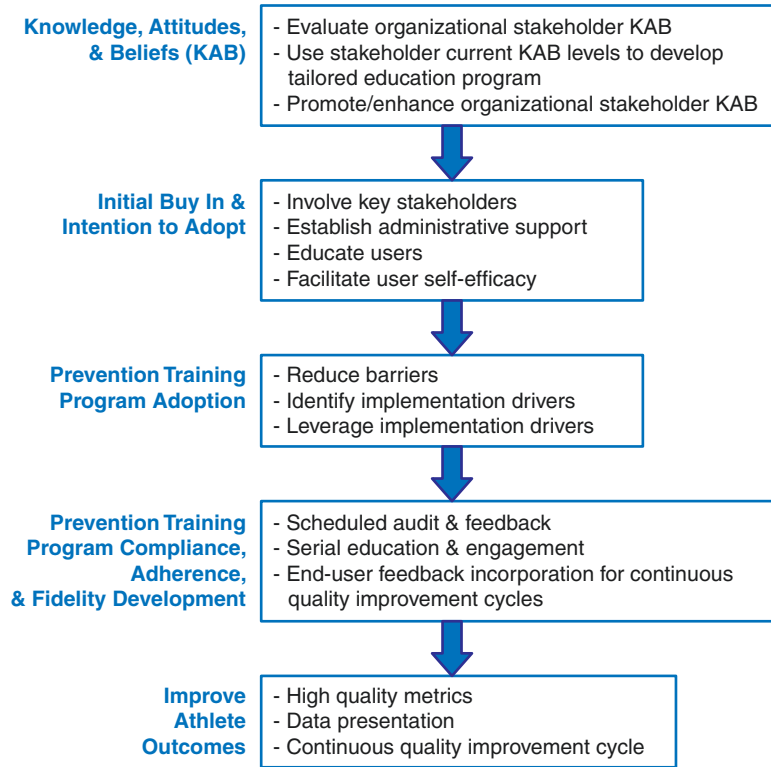 Knowledge, Attitudes,
& Beliefs (KAB)
- Evaluate organizational stakeholder KAB
- Use stakeholder current KAB levels to develop
tailored education program
- Promote/enhance organizational stakeholder KAB
Initial Buy In &
Intention to Adopt
- Involve key stakeholders
- Establish administrative support
- Educate users
- Facilitate user self-efficacy
Prevention Training
Program Adoption
- Reduce barriers
- Identify implementation drivers
- Leverage implementation drivers
Prevention Training
Program Compliance,
Adherence,
& Fidelity Development
- Scheduled audit & feedback
- Serial education & engagement
- End-user feedback incorporation for continuous
quality improvement cycles
Improve
Athlete
Outcomes
- High quality metrics
- Data presentation
- Continuous quality improvement cycle